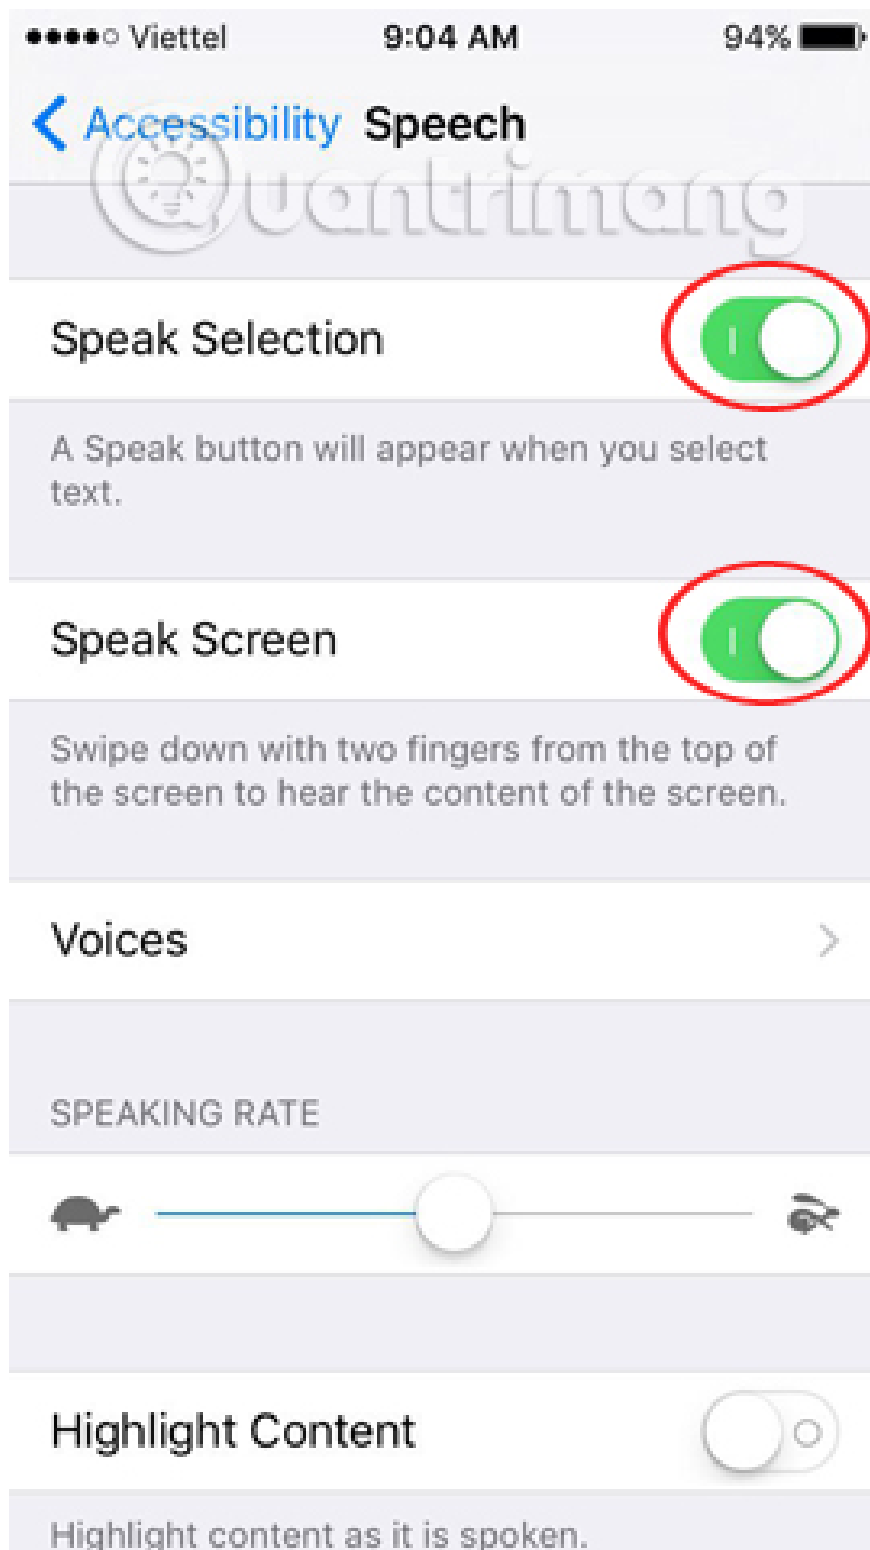 Viettel 9:04 AM 94%
Accessibility Speech
Quantrimang
Speak Selection
A Speak button will appear when you select
text.
Speak Screen
Swipe down with two fingers from the top of
the screen to hear the content of the screen.
Voices
SPEAKING RATE
Highlight Content
Highlight content as it is spoken.